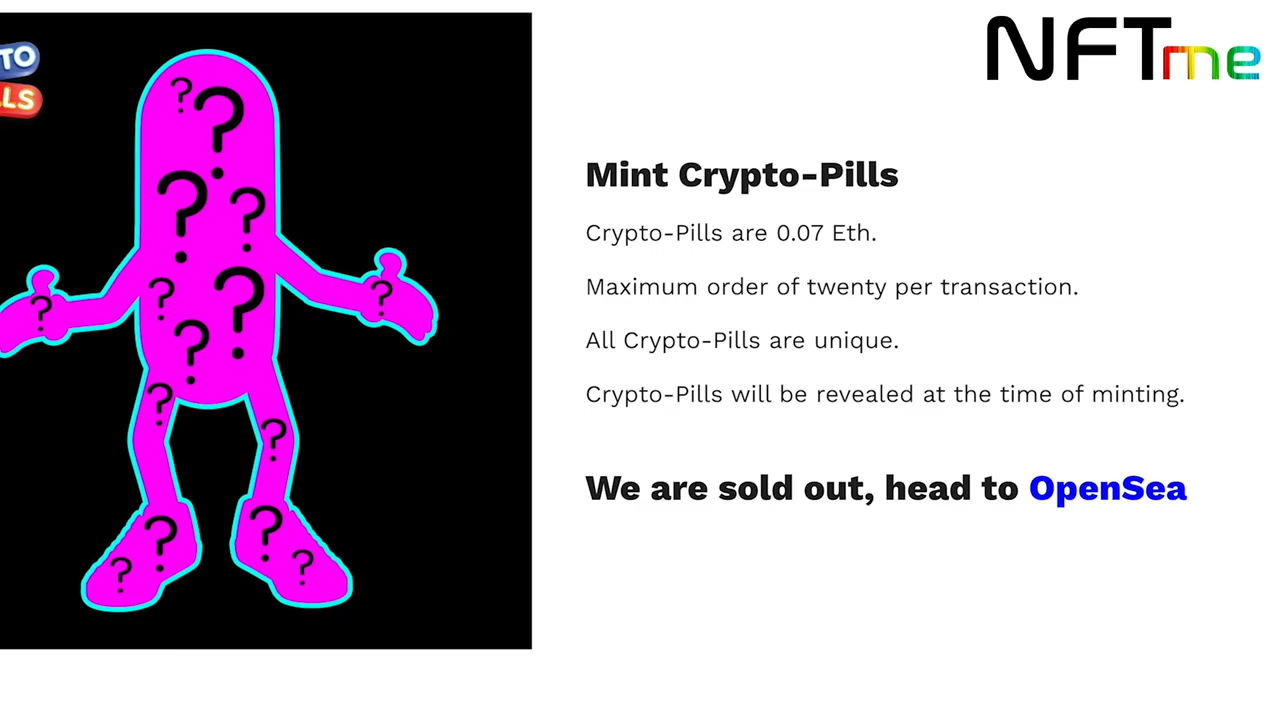 TO
LLS
NFTme
Mint Crypto-Pills
Crypto-Pills are 0.07 Eth.
Maximum order of twenty per transaction.
All Crypto-Pills are unique.
Crypto-Pills will be revealed at the time of minting.
We are sold out, head to OpenSea
? ? ? ? ? ? ? ? ? ? ? ? ? ? ?